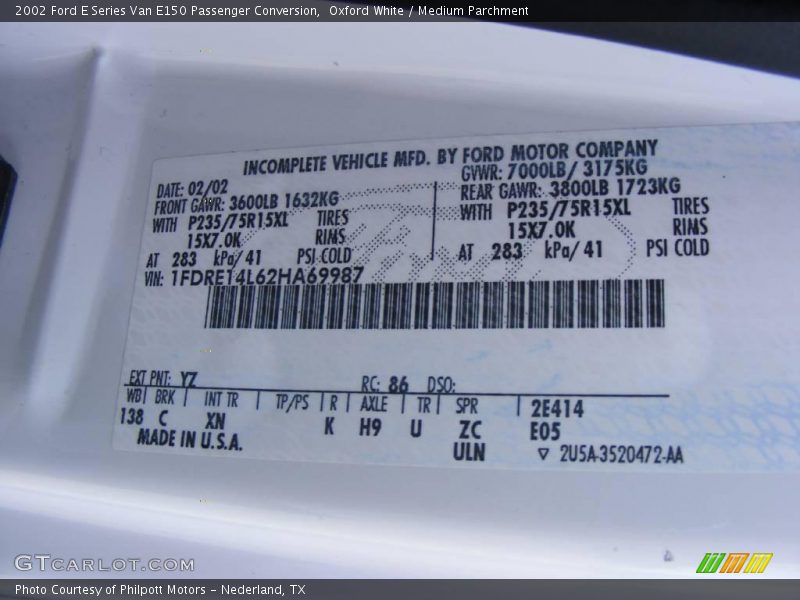 2002 Ford E Series Van E150 Passenger Conversion,  Oxford White / Medium Parchment
INCOMPLETE VEHICLE MFD. BY FORD MOTOR COMPANY
DATE: 02/02
GVWR: 7000LB/ 3175KG
FRONT GAWR: 3600LB 1632KG
REAR GAWR: 3800LB 1723KG
WITH P235/75R15XL TIRES
WITH P235/75R15XL TIRES
15X7.0K RIMS
15X7.0K RIMS
AT 283 kPa/ 41 PSI COLD
AT 283 kPa/ 41 PSI COLD
VIN: 1FDRE14L62HA69987
EXT PNT: YZ RC: 86 DSO:
WB BRK INT TR TP/PS R AXLE TR SPR 2E414
138 C XN K H9 U ZC E05
MADE IN U.S.A. ULN ▽ 2U5A-3520472-AA
GTCARLOT.COM
Photo Courtesy of Philpott Motors – Nederland, TX